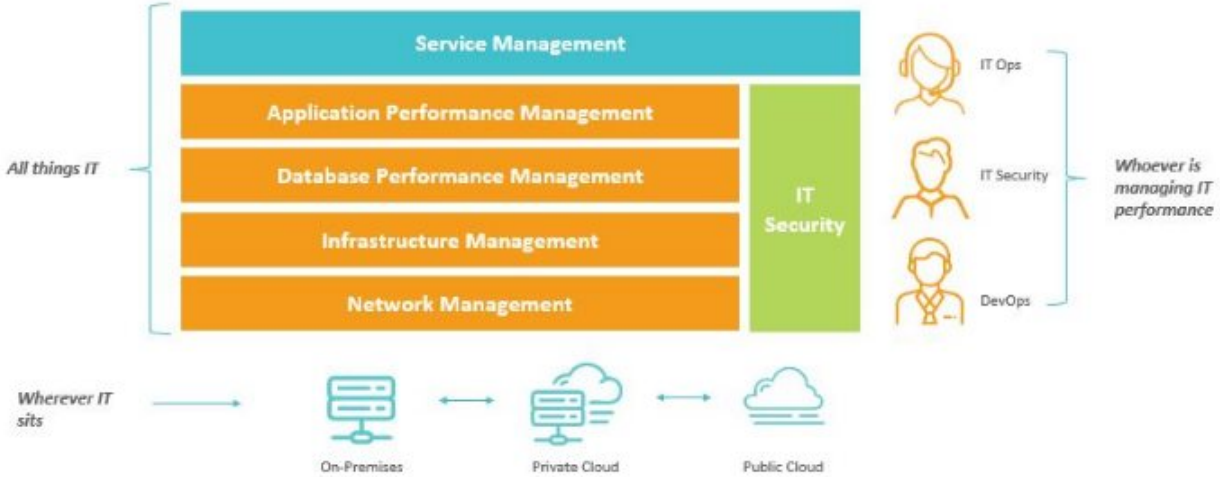 Service Management
Application Performance Management
Database Performance Management
Infrastructure Management
Network Management
IT
Security
All things IT
IT Ops
IT Security
DevOps
Whoever is
managing IT
performance
Wherever IT
sits
On-Premises
Private Cloud
Public Cloud